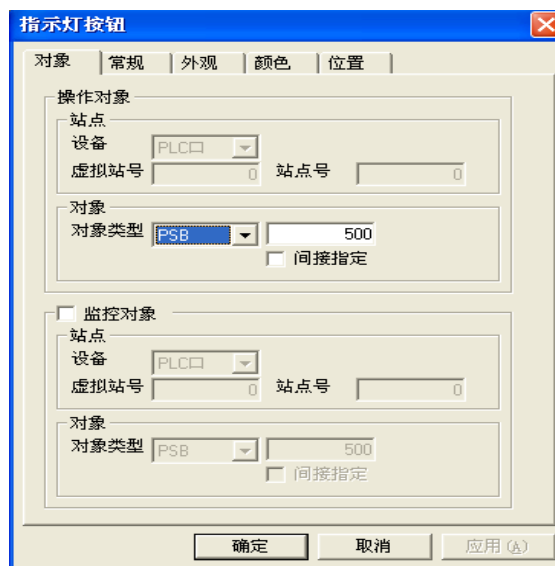 指示灯按钮
对象 常规 外观 颜色 位置
操作对象
站点
设备 PLC口
虚拟站号 0 站点号 0
对象
对象类型 PSB 500
间接指定
监控对象
站点
设备 PLC口
虚拟站号 0 站点号 0
对象
对象类型 PSB 500
间接指定
确定 取消 应用(A)